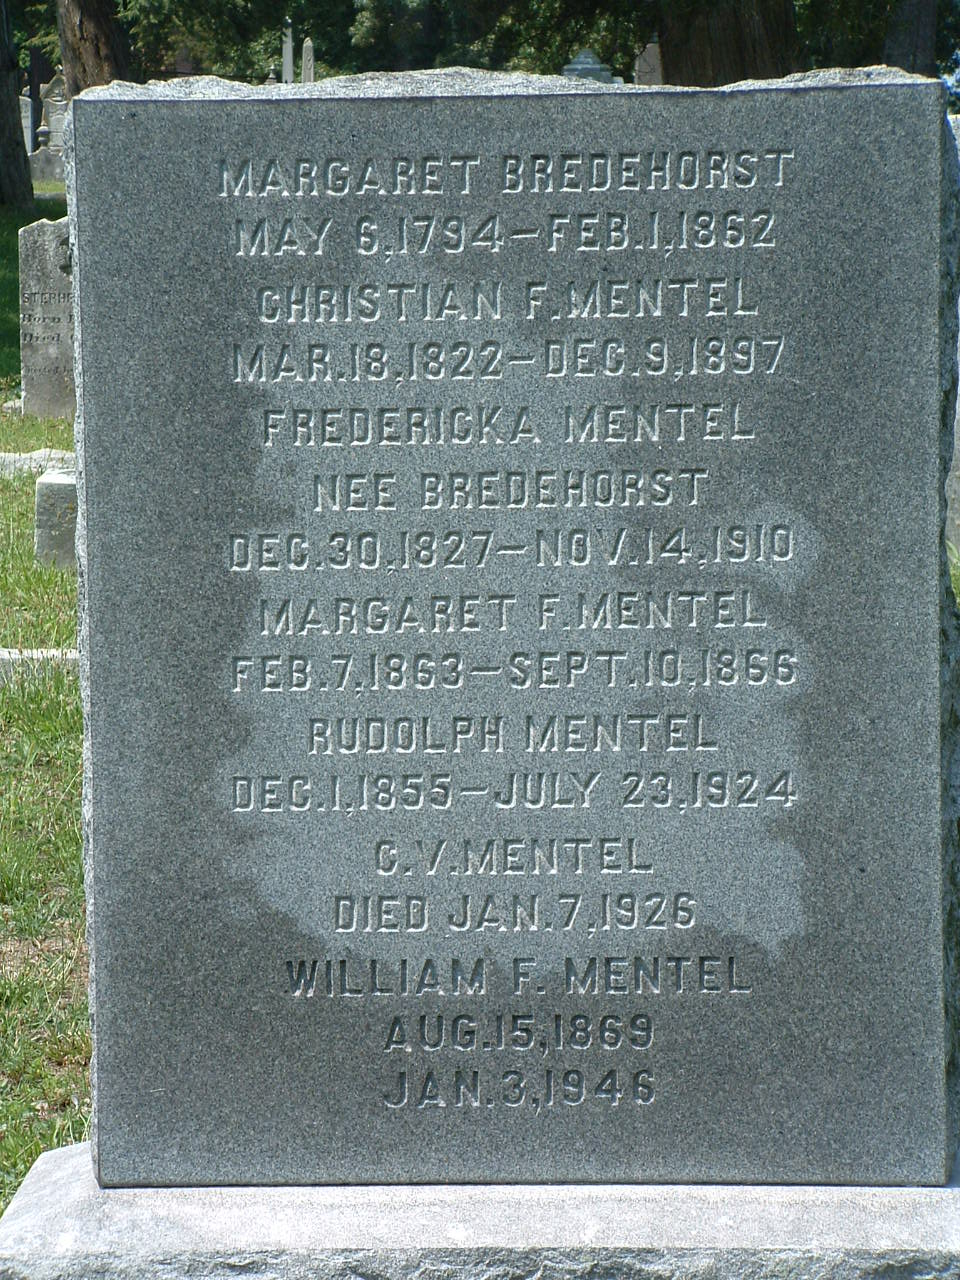 MARGARET BREDEHORST
MAY 6,1794–FEB.1,1862
CHRISTIAN F.MENTEL
MAR.18,1822–DEC.9,1897
FREDERICKA MENTEL
NEE BREDEHORST
DEC.30,1827–NOV.14,1910
MARGARET F.MENTEL
FEB.7,1863–SEPT.10,1866
RUDOLPH MENTEL
DEC.1,1855–JULY 23,1924
C.V.MENTEL
DIED JAN.7,1926
WILLIAM F. MENTEL
AUG.15,1869
JAN.3,1946
Born
Died